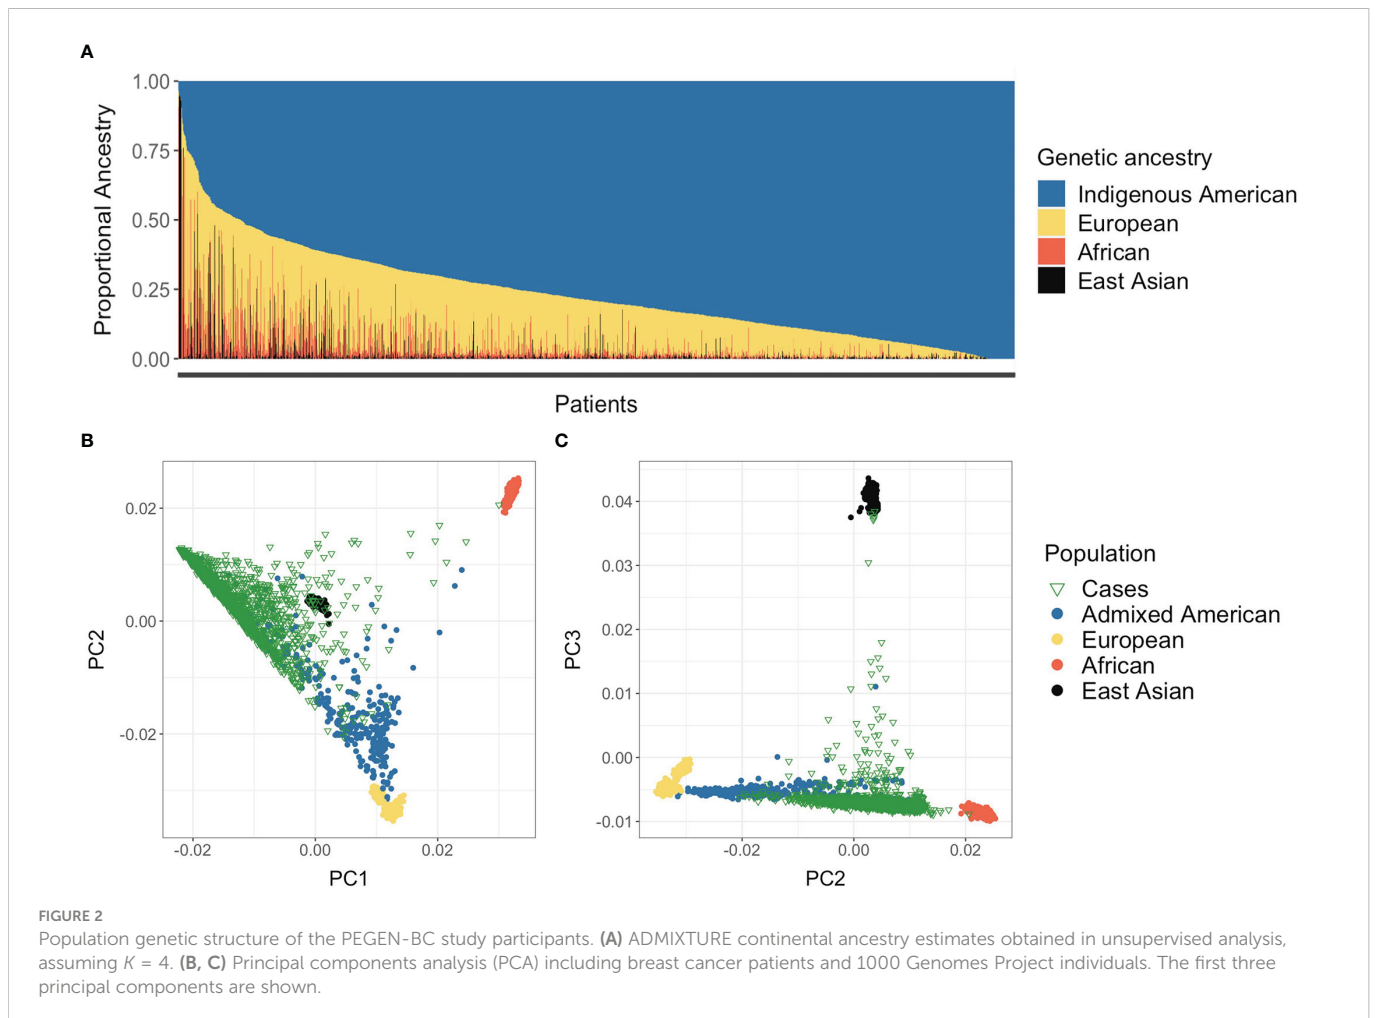 A
1.00
0.75
0.50
0.25
0.00
Proportional Ancestry
Patients
Genetic ancestry
Indigenous American
European
African
East Asian
B
0.02
0.00
-0.02
PC2
-0.02 0.00 0.02
PC1
C
0.04
0.03
0.02
0.01
0.00
-0.01
PC3
-0.02 0.00 0.02
PC2
Population
Cases
Admixed American
European
African
East Asian
FIGURE 2
Population genetic structure of the PEGEN-BC study participants. (A) ADMIXTURE continental ancestry estimates obtained in unsupervised analysis,
assuming K = 4. (B, C) Principal components analysis (PCA) including breast cancer patients and 1000 Genomes Project individuals. The first three
principal components are shown.